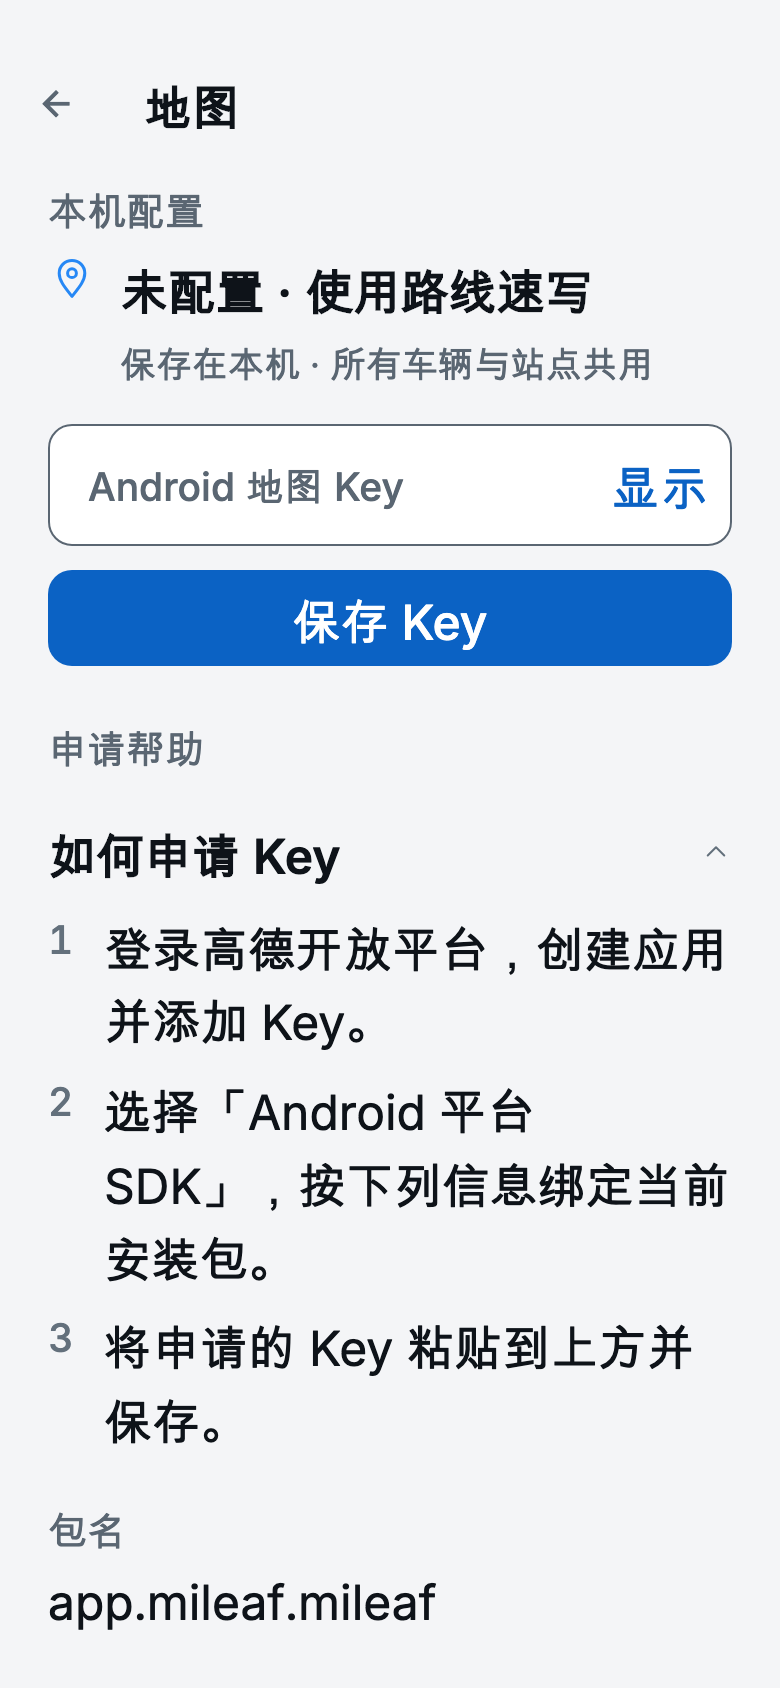 地图
本机配置
未配置 · 使用路线速写
保存在本机 · 所有车辆与站点共用
Android 地图 Key
显示
保存 Key
申请帮助
如何申请 Key
1 登录高德开放平台，创建应用
并添加 Key。
2 选择「Android 平台
SDK」，按下列信息绑定当前
安装包。
3 将申请的 Key 粘贴到上方并
保存。
包名
app.mileaf.mileaf